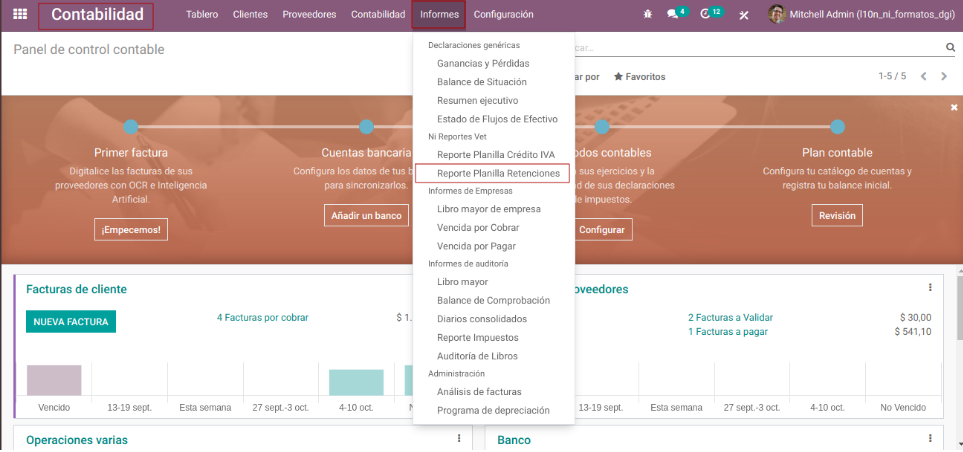 Contabilidad Tablero Clientes Proveedores Contabilidad Informes Configuración 4 12 Mitchell Admin (l10n_ni_formatos_dgi)
Panel de control contable
car...
ar por Favoritos 1-5 / 5
Declaraciones genéricas
Ganancias y Pérdidas
Balance de Situación
Resumen ejecutivo
Estado de Flujos de Efectivo
Ni Reportes Vet
Reporte Planilla Crédito IVA
Reporte Planilla Retenciones
Informes de Empresas
Libro mayor de empresa
Vencida por Cobrar
Vencida por Pagar
Informes de auditoría
Libro mayor
Balance de Comprobación
Diarios consolidados
Reporte Impuestos
Auditoría de Libros
Administración
Análisis de facturas
Programa de depreciación
Primer factura
Digitalice las facturas de sus
proveedores con OCR e Inteligencia
Artificial.
¡Empecemos!
Cuentas bancaria
Configura los datos de tus b
para sincronizarlos.
Añadir un banco
odos contables
a sus ejercicios y la
d de sus declaraciones
de impuestos.
Configurar
Plan contable
Configura tu catálogo de cuentas y
registra tu balance inicial.
Revisión
Facturas de cliente
NUEVA FACTURA
4 Facturas por cobrar $ 1.
Vencido 13-19 sept. Esta semana 27 sept.-3 oct. 4-10 oct. N
oveedores
2 Facturas a Validar $ 30,00
1 Facturas a pagar $ 541,10
13-19 sept. Esta semana 27 sept.-3 oct. 4-10 oct. No Vencido
Operaciones varias
Banco